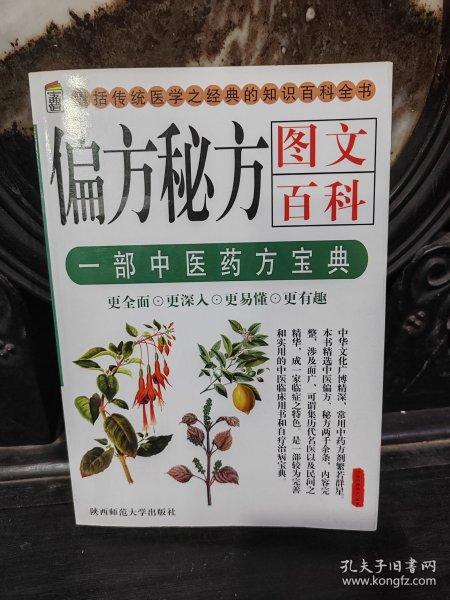 括传统医学之经典的知识百科全书
偏方秘方
图文
百科
一部中医药方宝典
更全面⊙更深入⊙更易懂⊙更有趣
中华文化广博精深，常用中药方剂繁若群星。
本书精选中医偏方、秘方两千余条，内容完
整，涉及面广，可谓集历代名医以及民间之
精华，成一家临症之特色。是一部较为完善
和实用的中医临床用书和自疗治病宝典。
陕西师范大学出版社
孔夫子旧书网
www.kongfz.com